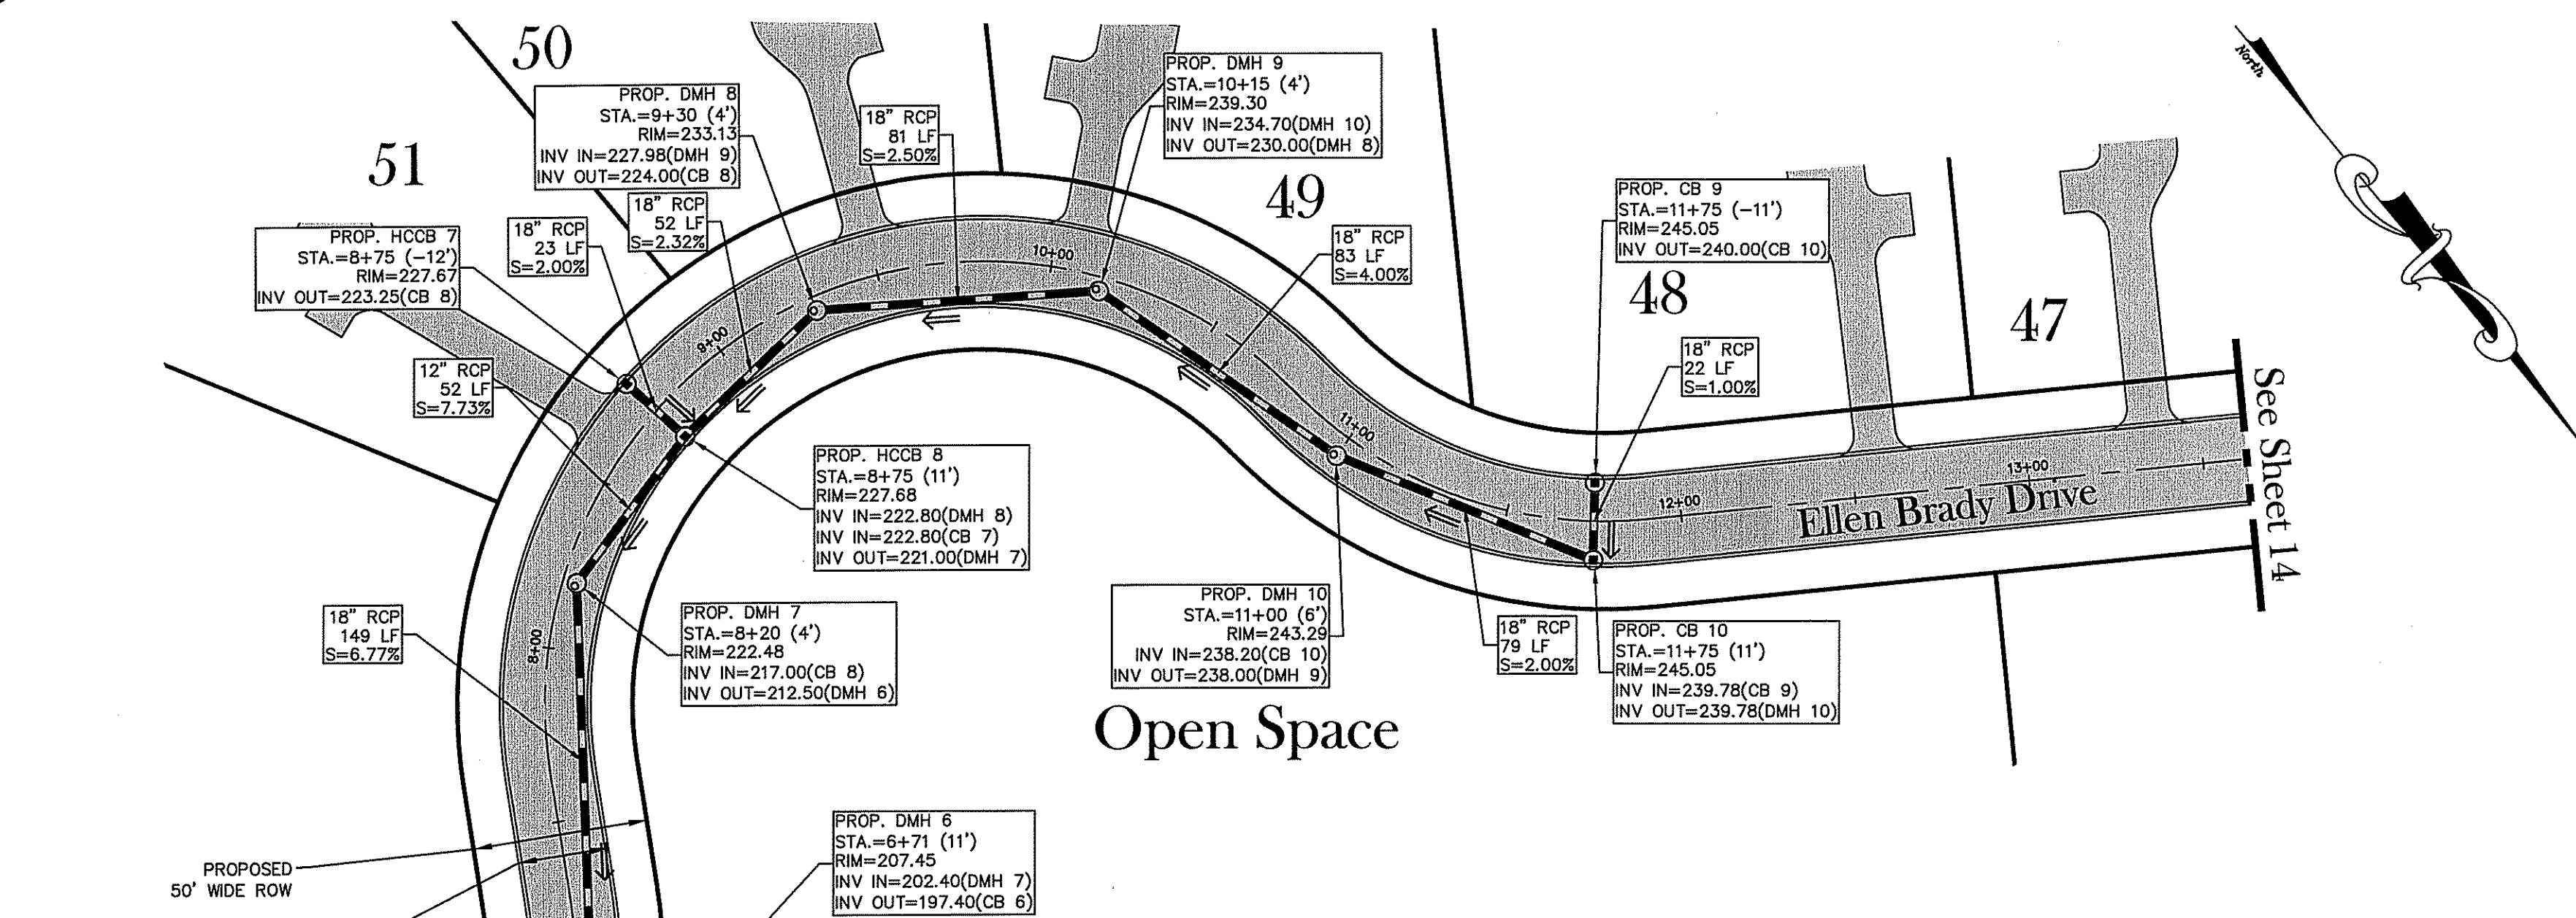 50
North
PROP. DMH 9
STA.=10+15 (4')
RIM=239.30
INV IN=234.70(DMH 10)
INV OUT=230.00(DMH 8)
PROP. DMH 8
STA.=9+30 (4')
RIM=233.13
INV IN=227.98(DMH 9)
INV OUT=224.00(CB 8)
18" RCP
81 LF
S=2.50%
51
49
18" RCP
52 LF
S=2.32%
PROP. CB 9
STA.=11+75 (-11')
RIM=245.05
INV OUT=240.00(CB 10)
18" RCP
23 LF
S=2.00%
PROP. HCCB 7
STA.=8+75 (-12')
RIM=227.67
INV OUT=223.25(CB 8)
18" RCP
83 LF
S=4.00%
10+00
48
47
9+00
18" RCP
22 LF
S=1.00%
12" RCP
52 LF
S=7.73%
See Sheet 14
11+00
PROP. HCCB 8
STA.=8+75 (11')
RIM=227.68
INV IN=222.80(DMH 8)
INV IN=222.80(CB 7)
INV OUT=221.00(DMH 7)
13+00
12+00
Ellen Brady Drive
PROP. DMH 10
STA.=11+00 (6')
RIM=243.29
INV IN=238.20(CB 10)
INV OUT=238.00(DMH 9)
18" RCP
149 LF
S=6.77%
8+00
PROP. DMH 7
STA.=8+20 (4')
RIM=222.48
INV IN=217.00(CB 8)
INV OUT=212.50(DMH 6)
18" RCP
79 LF
S=2.00%
PROP. CB 10
STA.=11+75 (11')
RIM=245.05
INV IN=239.78(CB 9)
INV OUT=239.78(DMH 10)
Open Space
PROP. DMH 6
STA.=6+71 (11')
RIM=207.45
INV IN=202.40(DMH 7)
INV OUT=197.40(CB 6)
PROPOSED
50' WIDE ROW